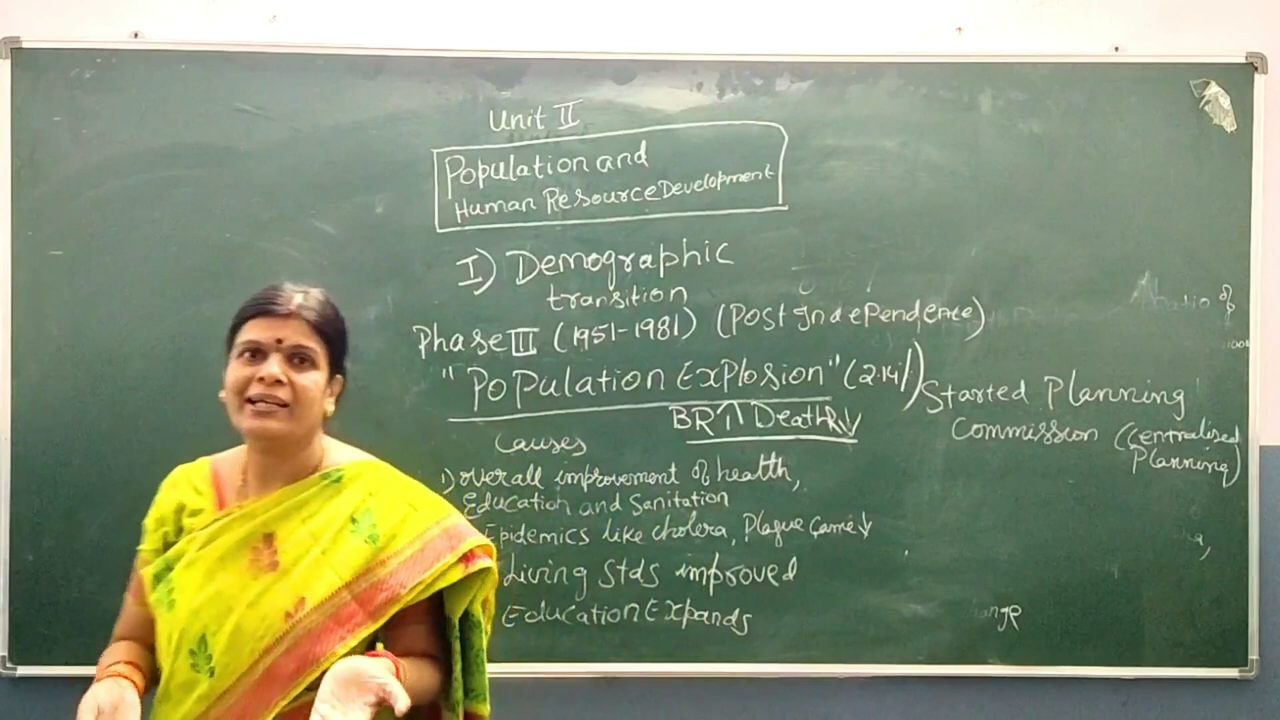 Unit II
Population and
Human Resource Development
I) Demographic
transition
Phase III (1951-1981) (Post Independence)
"Population Explosion" (2.14%)
BR↑ Death R↓
Started Planning
Commission (Centralised
Planning)
Causes
1) overall improvement of health,
Education and Sanitation
Epidemics like cholera, Plague came↓
Living Stds improved
Education Expands
of